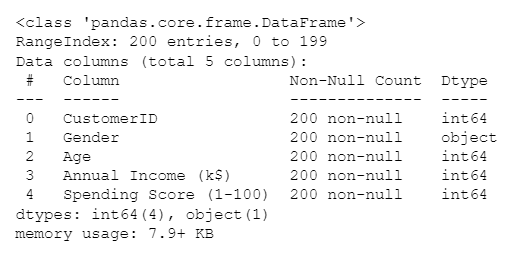 <class 'pandas.core.frame.DataFrame'>
RangeIndex: 200 entries, 0 to 199
Data columns (total 5 columns):
 #   Column                  Non-Null Count  Dtype
---  ------                  --------------  -----
 0   CustomerID              200 non-null    int64
 1   Gender                  200 non-null    object
 2   Age                     200 non-null    int64
 3   Annual Income (k$)      200 non-null    int64
 4   Spending Score (1-100)  200 non-null    int64
dtypes: int64(4), object(1)
memory usage: 7.9+ KB